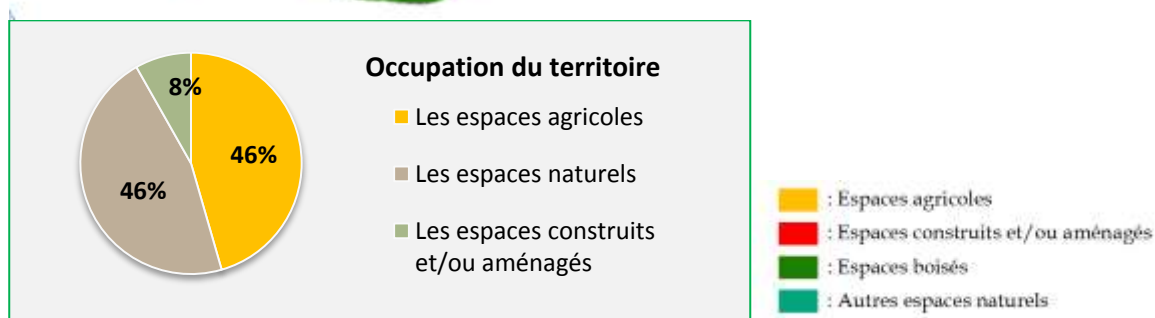 Occupation du territoire
8%
46%
46%
Les espaces agricoles
Les espaces naturels
Les espaces construits
et/ou aménagés
: Espaces agricoles
: Espaces construits et/ou aménagés
: Espaces boisés
: Autres espaces naturels